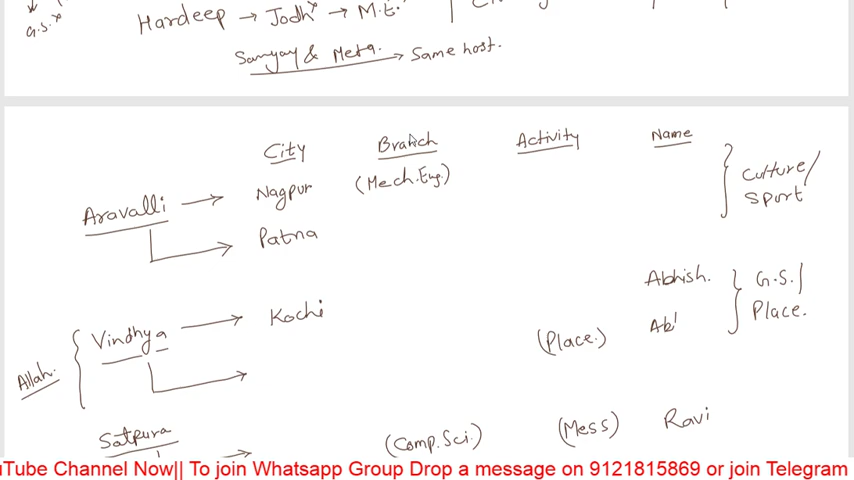 G.S.*
Hardeep → Jodh* → M.E.*
Sanjay & Meta. → Same host.
City Branch Activity Name
Aravalli → Nagpur (Mech. Eng.) } Culture/
Sport
Patna
Abhish. } G.S./
Vindhya → Kochi (Place.) Ab' Place.
Allah.
Satpura → (Comp. Sci.) (Mess) Ravi
uTube Channel Now|| To join Whatsapp Group Drop a message on 9121815869 or join Telegram